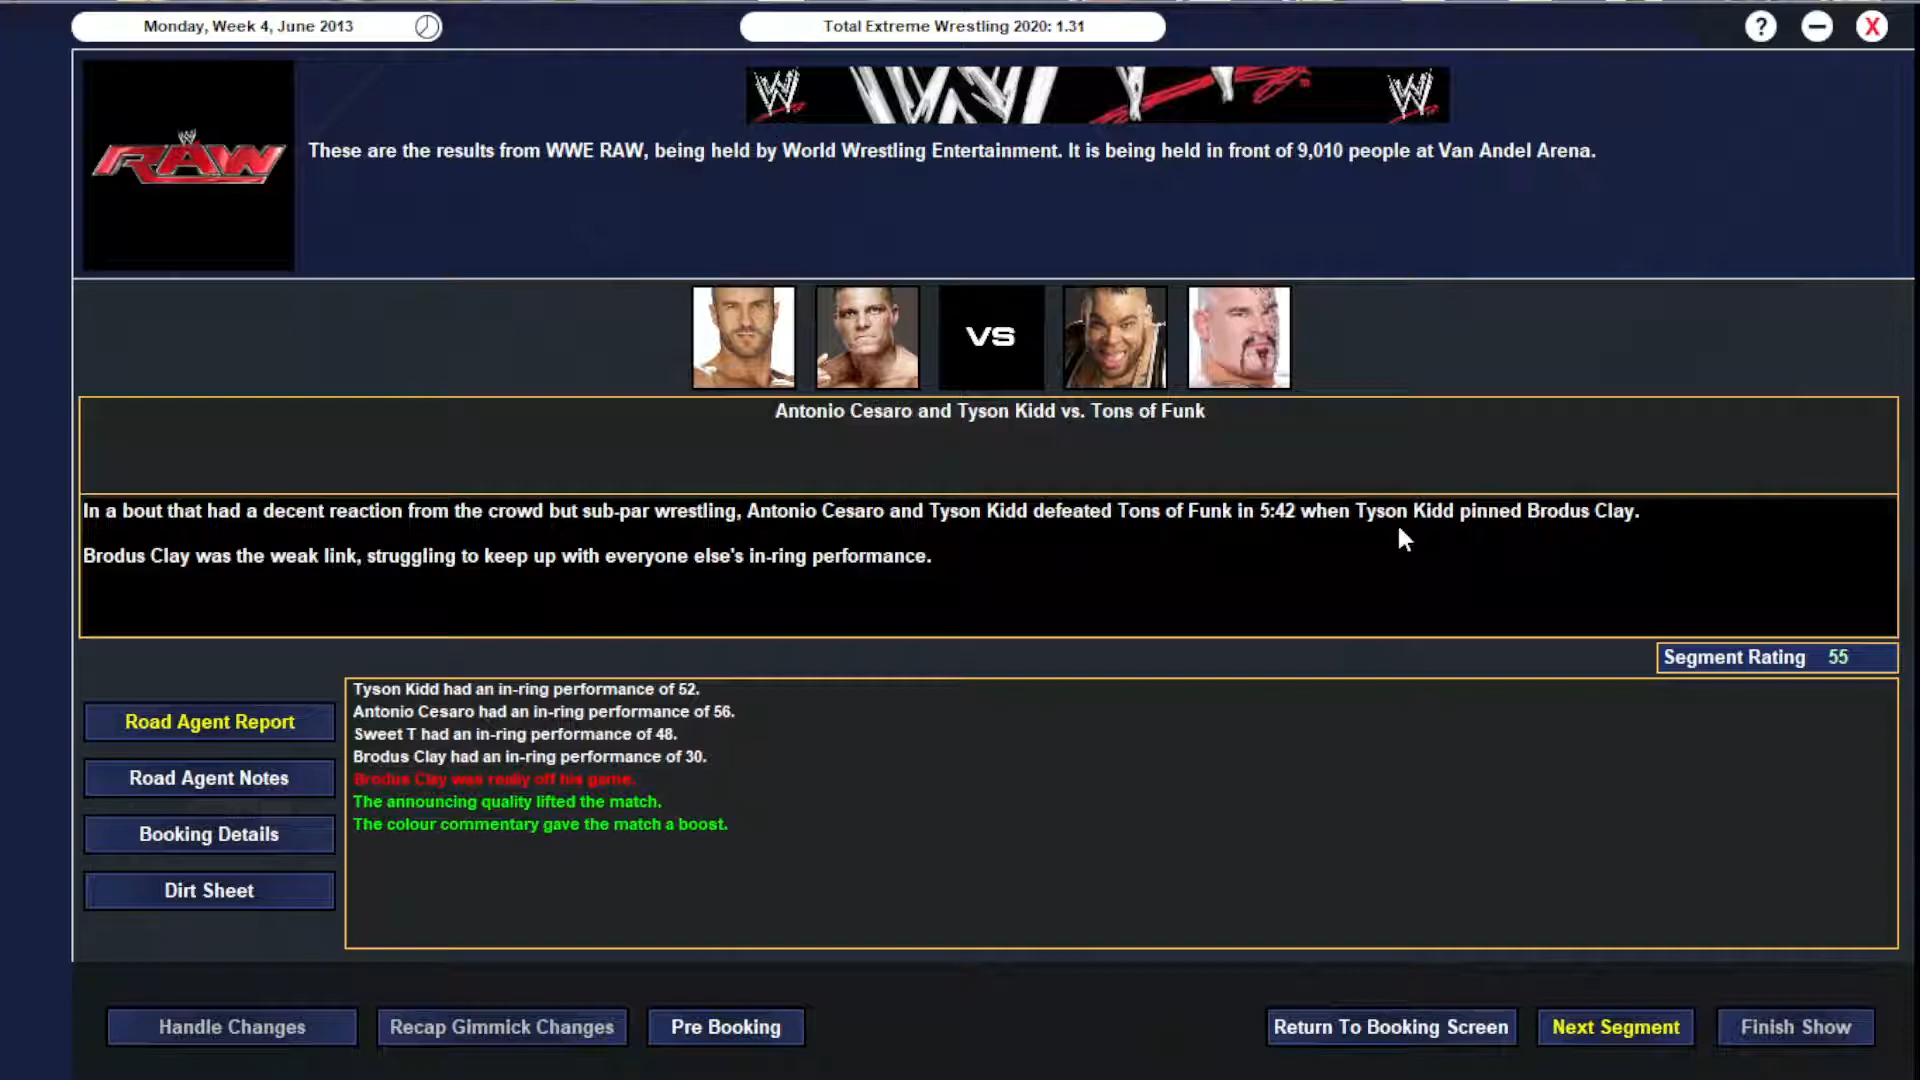 Monday, Week 4, June 2013
Total Extreme Wrestling 2020: 1.31
?
X
W
W
W
RAW
These are the results from WWE RAW, being held by World Wrestling Entertainment. It is being held in front of 9,010 people at Van Andel Arena.
VS
Antonio Cesaro and Tyson Kidd vs. Tons of Funk
In a bout that had a decent reaction from the crowd but sub-par wrestling, Antonio Cesaro and Tyson Kidd defeated Tons of Funk in 5:42 when Tyson Kidd pinned Brodus Clay.
Brodus Clay was the weak link, struggling to keep up with everyone else's in-ring performance.
Segment Rating 55
Road Agent Report
Road Agent Notes
Booking Details
Dirt Sheet
Tyson Kidd had an in-ring performance of 52.
Antonio Cesaro had an in-ring performance of 56.
Sweet T had an in-ring performance of 48.
Brodus Clay had an in-ring performance of 30.
Brodus Clay was really off his game.
The announcing quality lifted the match.
The colour commentary gave the match a boost.
Handle Changes
Recap Gimmick Changes
Pre Booking
Return To Booking Screen
Next Segment
Finish Show